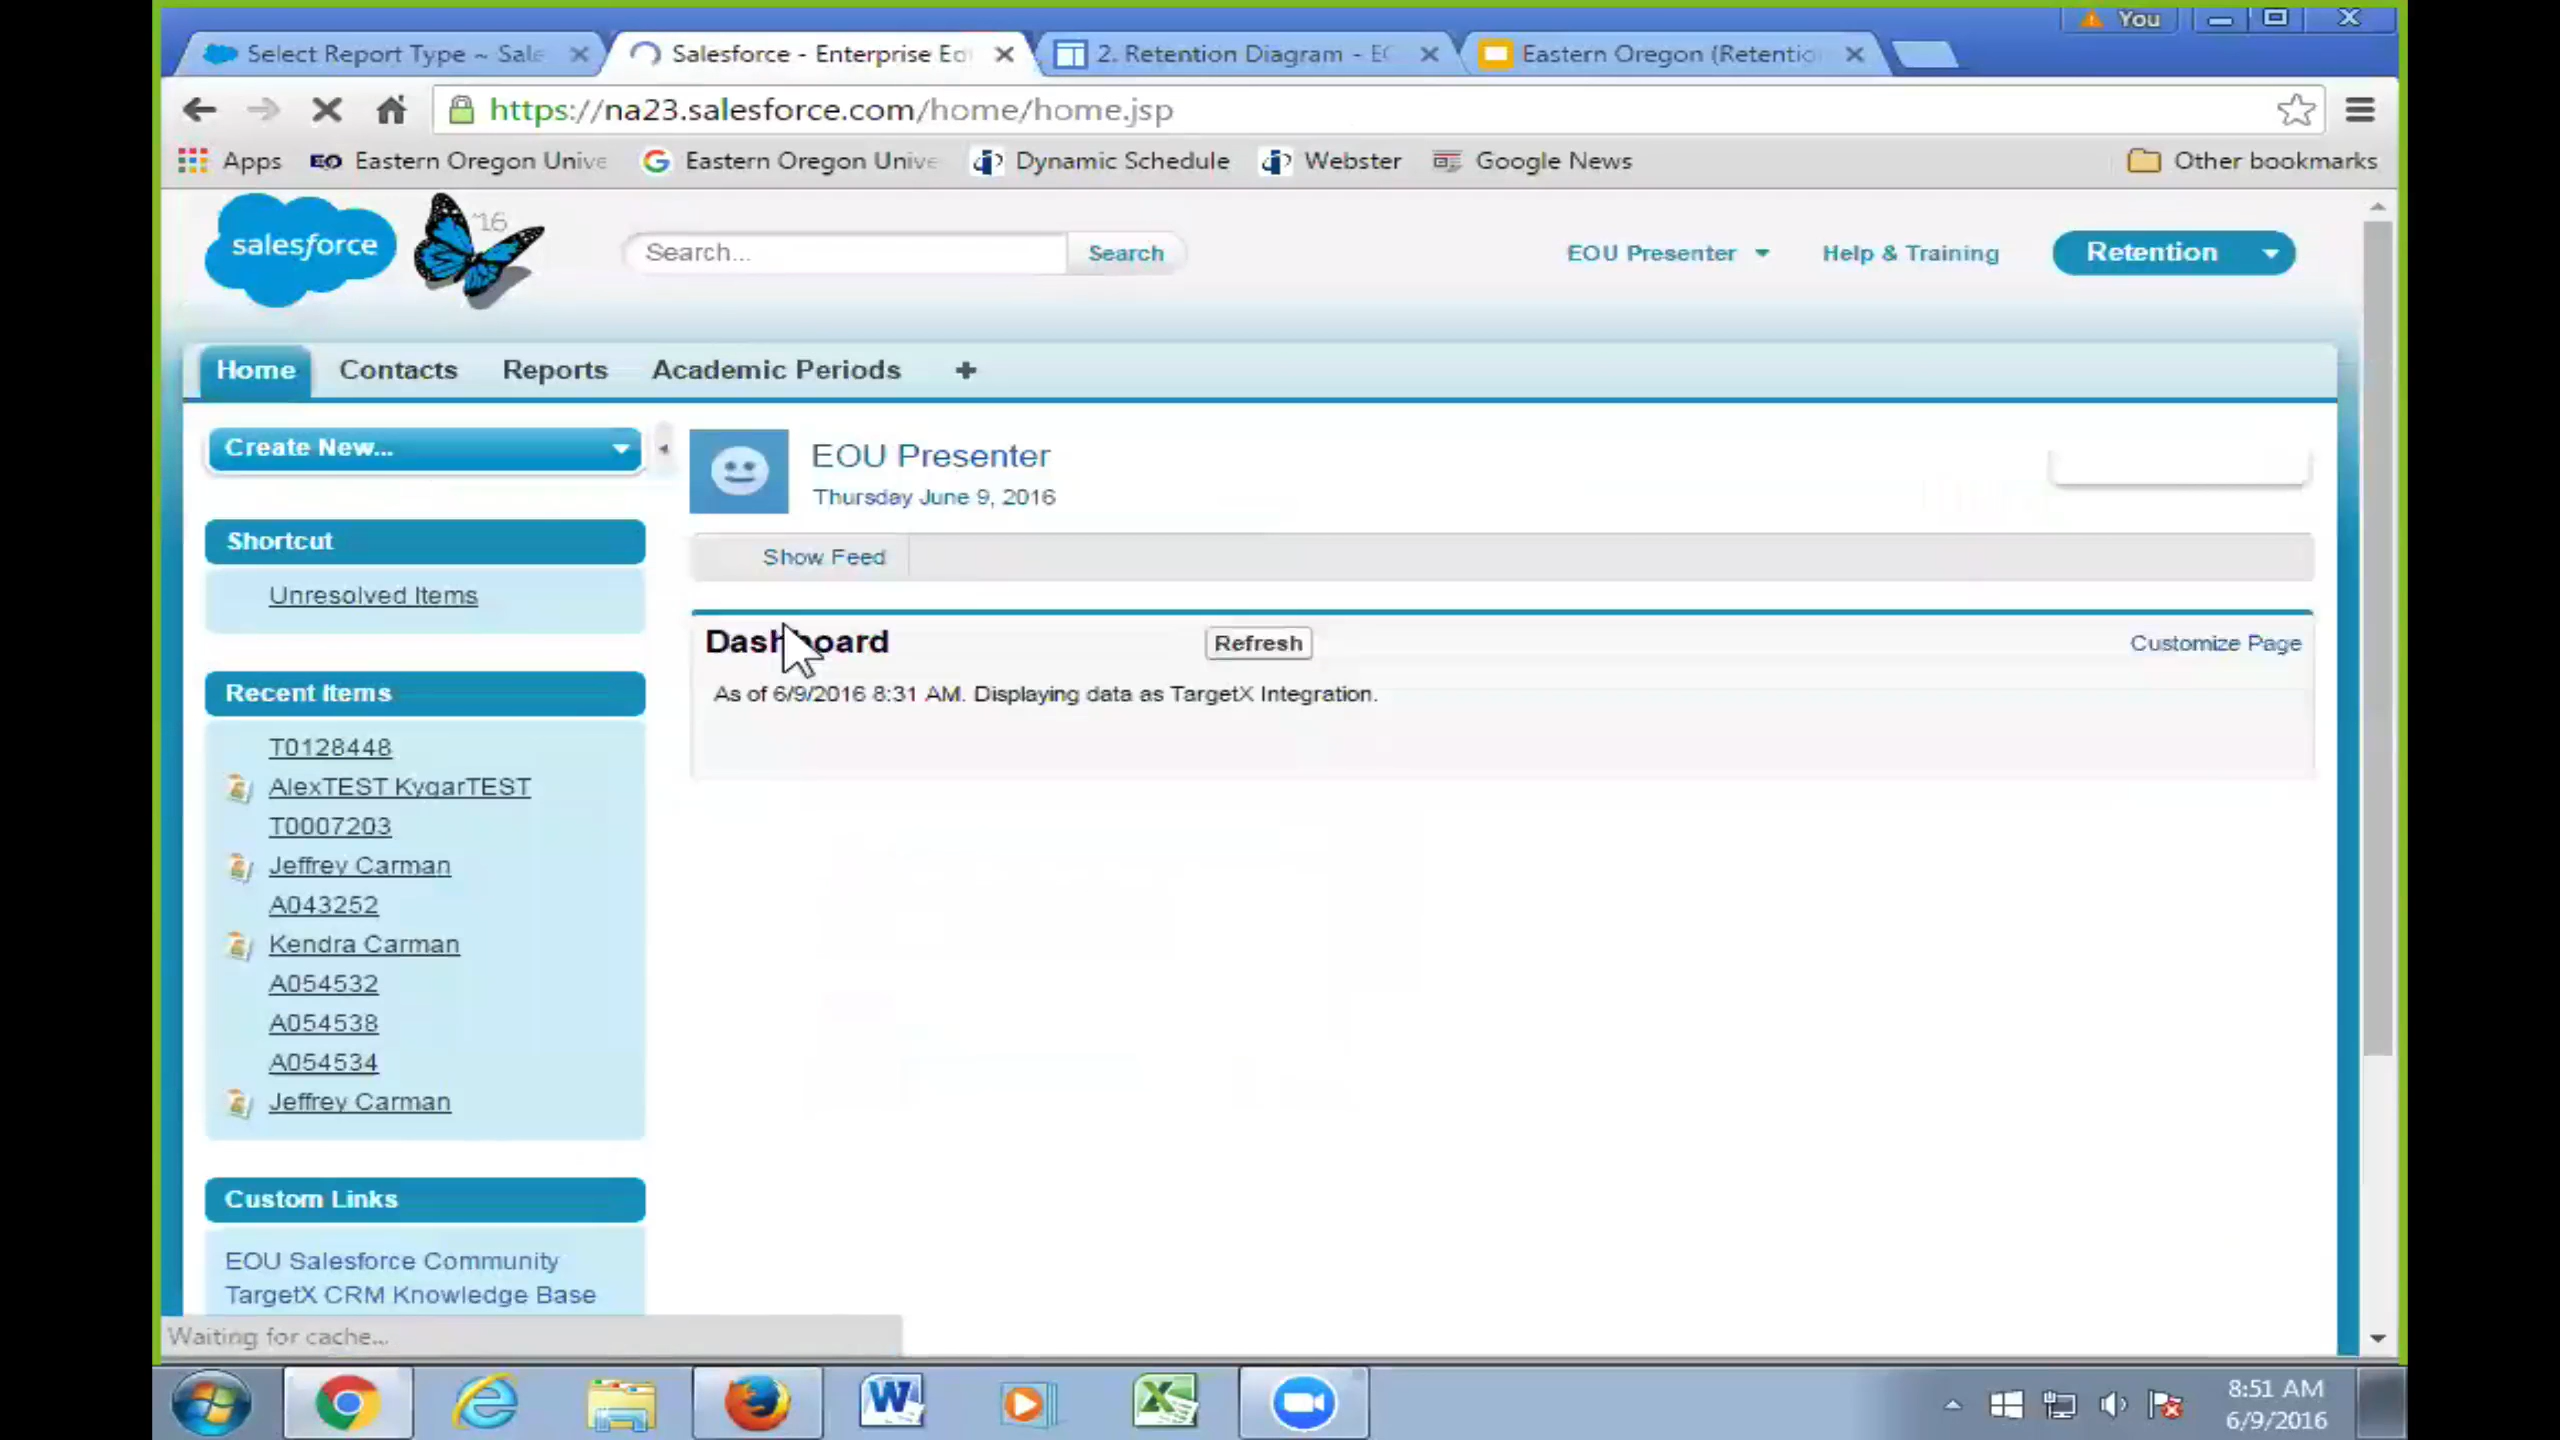 You
Select Report Type ~ Sale
Salesforce - Enterprise Edi
2. Retention Diagram - EO
Eastern Oregon (Retentio
https://na23.salesforce.com/home/home.jsp
Apps
EO Eastern Oregon Unive
G Eastern Oregon Unive
Dynamic Schedule
Webster
Google News
Other bookmarks
salesforce
'16
Search...
Search
EOU Presenter
Help & Training
Retention
Home
Contacts
Reports
Academic Periods
+
Create New...
EOU Presenter
Thursday June 9, 2016
Show Feed
Shortcut
Unresolved Items
Dashboard
Refresh
Customize Page
As of 6/9/2016 8:31 AM. Displaying data as TargetX Integration.
Recent Items
T0128448
AlexTEST KygarTEST
T0007203
Jeffrey Carman
A043252
Kendra Carman
A054532
A054538
A054534
Jeffrey Carman
Custom Links
EOU Salesforce Community
TargetX CRM Knowledge Base
Waiting for cache...
8:51 AM
6/9/2016